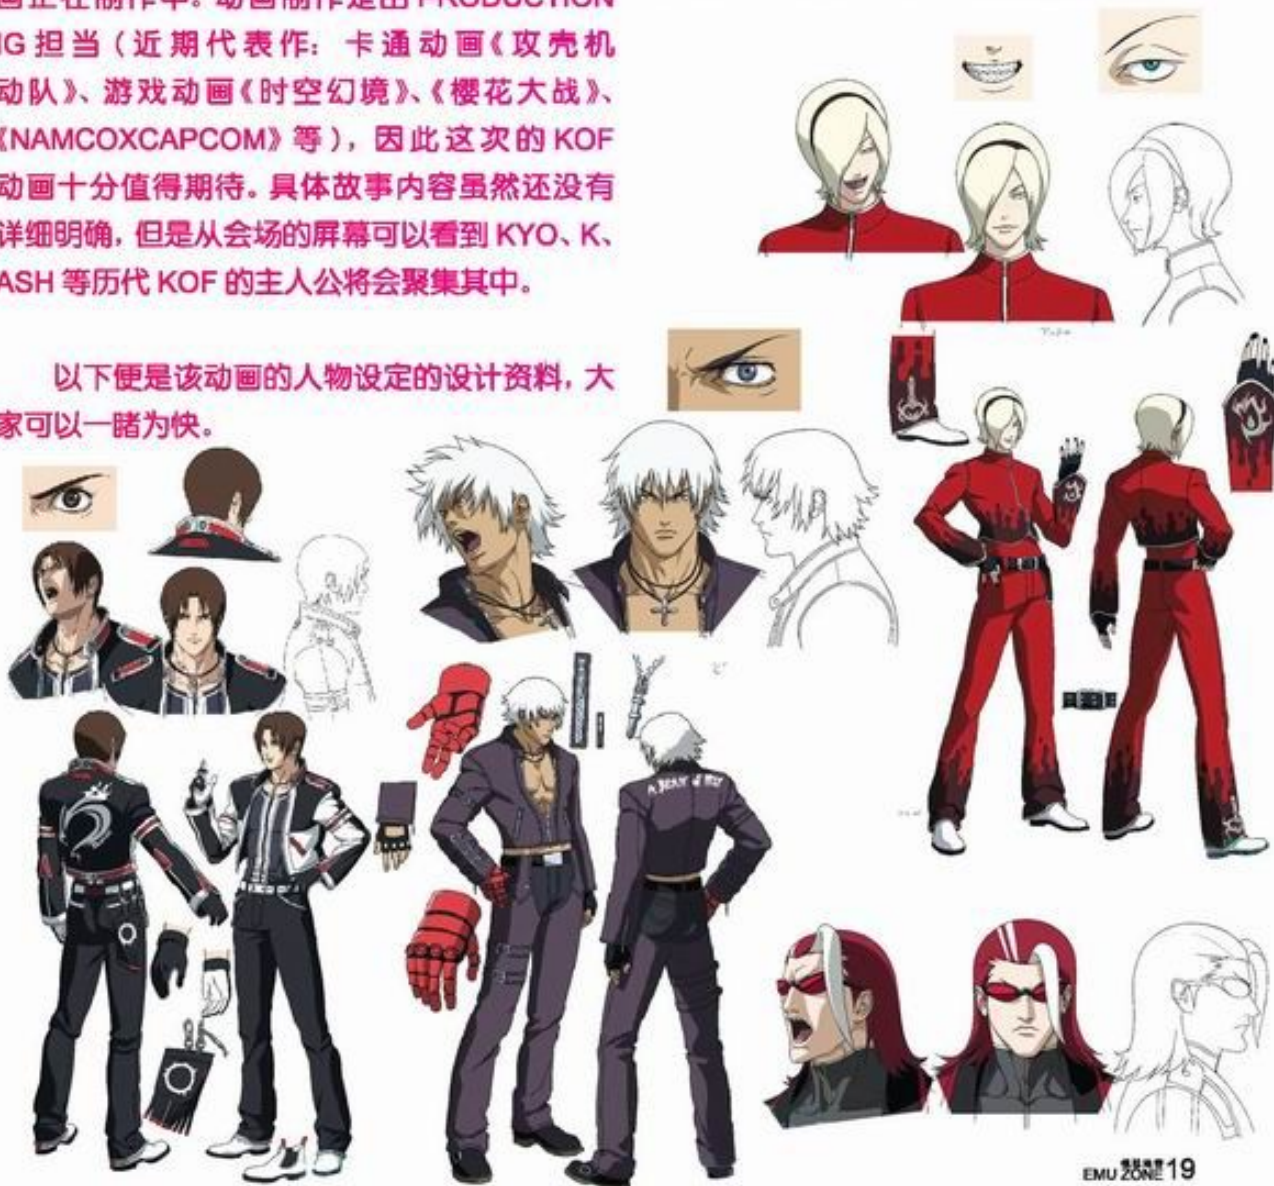 画正在制作中。动画制作是由 PRODUCTION
IG 担当（近期代表作： 卡通动画《攻壳机
动队》、游戏动画《时空幻境》、《樱花大战》、
《NAMCOXCAPCOM》等），因此这次的 KOF
动画十分值得期待。具体故事内容虽然还没有
详细明确，但是从会场的屏幕可以看到 KYO、K、
ASH 等历代 KOF 的主人公将会聚集其中。
以下便是该动画的人物设定的设计资料，大
家可以一睹为快。
EMU ZONE 19